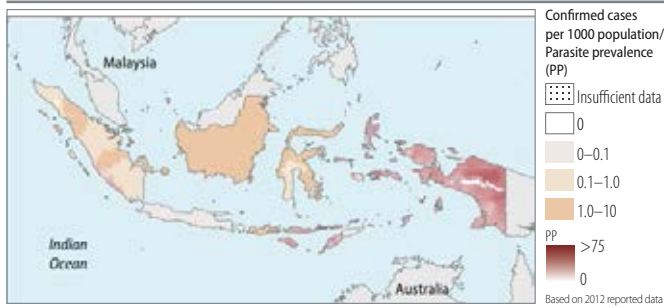 Malaysia
Indian
Ocean
Australia
Confirmed cases
per 1000 population/
Parasite prevalence
(PP)
Insufficient data
0
0–0.1
0.1–1.0
1.0–10
PP
>75
0
Based on 2012 reported data